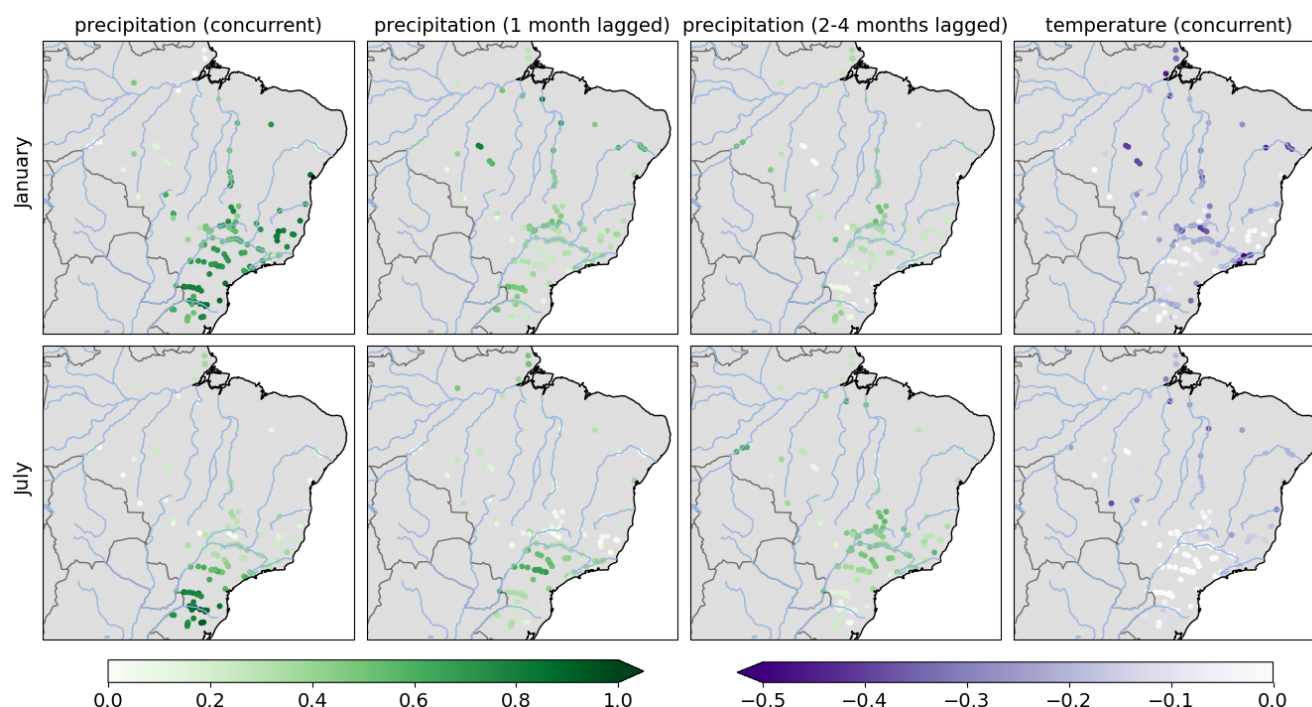 precipitation (concurrent) precipitation (1 month lagged) precipitation (2-4 months lagged) temperature (concurrent)
January
July
0.0 0.2 0.4 0.6 0.8 1.0 −0.5 −0.4 −0.3 −0.2 −0.1 0.0